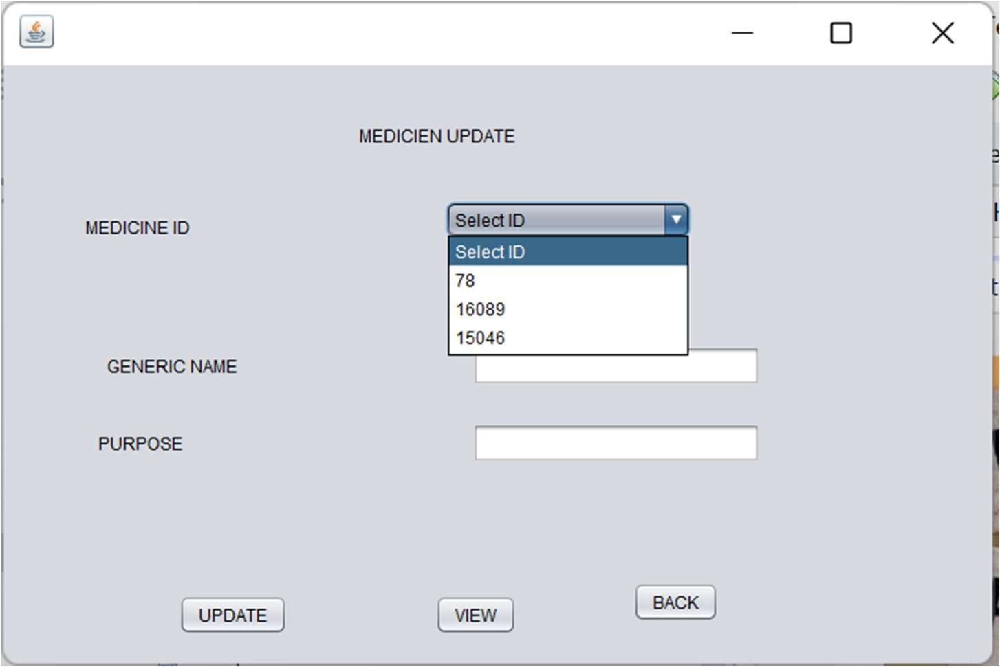 MEDICIEN UPDATE
MEDICINE ID
Select ID
Select ID
78
16089
15046
GENERIC NAME
PURPOSE
UPDATE
VIEW
BACK